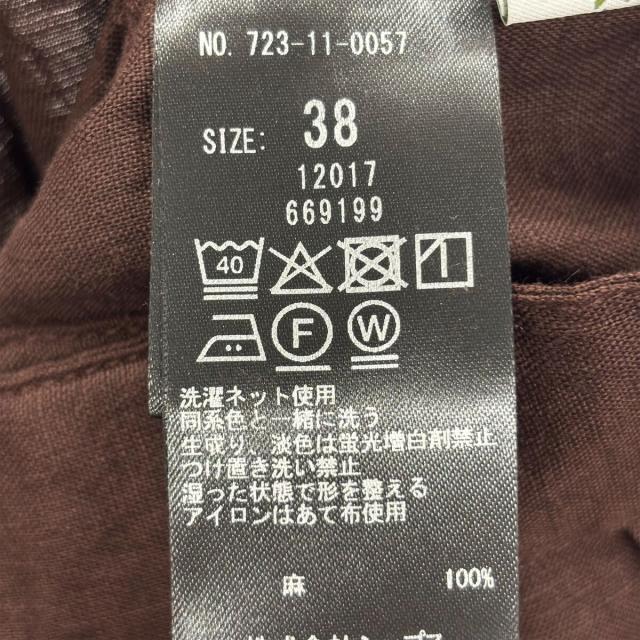 NO. 723-11-0057
SIZE: 38
12017
669199
40
F W
洗濯ネット使用
同系色と一緒に洗う
生成り、淡色は蛍光増白剤禁止
つけ置き洗い禁止
湿った状態で形を整える
アイロンはあて布使用
麻 100%